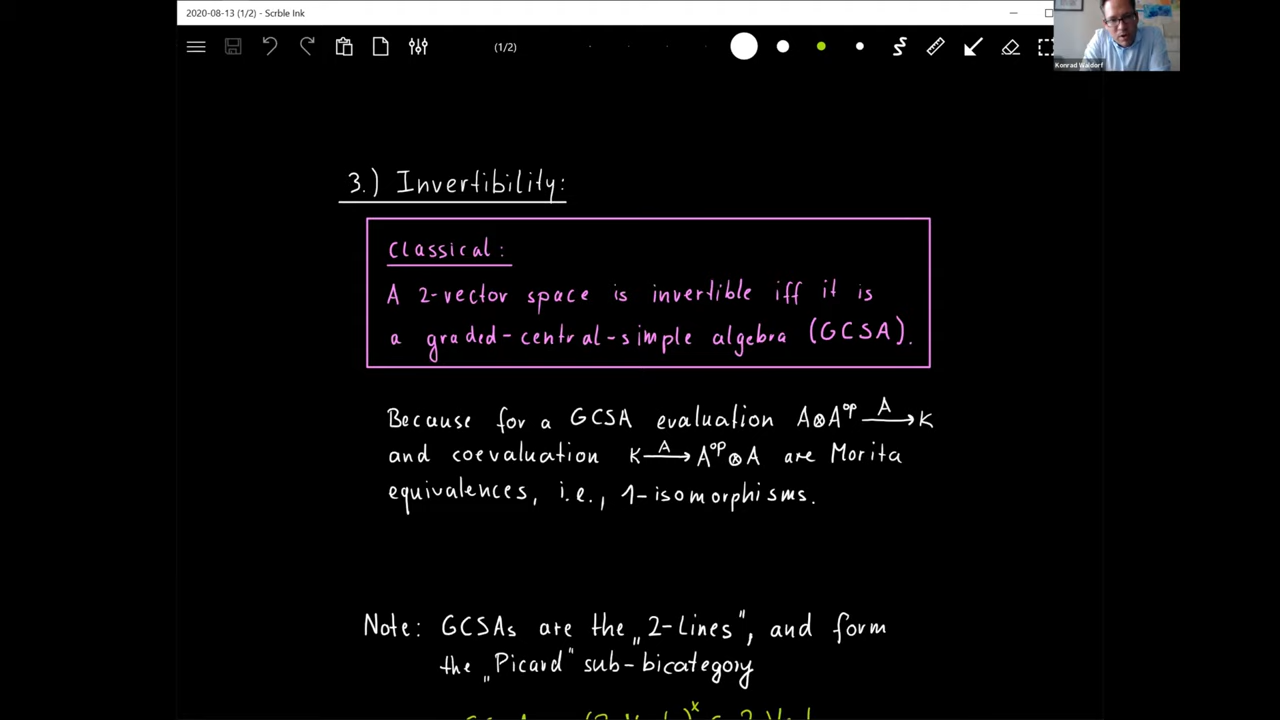 2020-08-13 (1/2) - Scrble Ink
(1/2)
Konrad Waldorf
3.) Invertibility:
Classical:
A 2-vector space is invertible iff it is
a graded-central-simple algebra (GCSA).
Because for a GCSA evaluation A⊗A^op —A→ K
and coevaluation K —A→ A^op⊗A are Morita
equivalences, i.e., 1-isomorphisms.
Note: GCSAs are the „2-Lines", and form
the „Picard" sub-bicategory